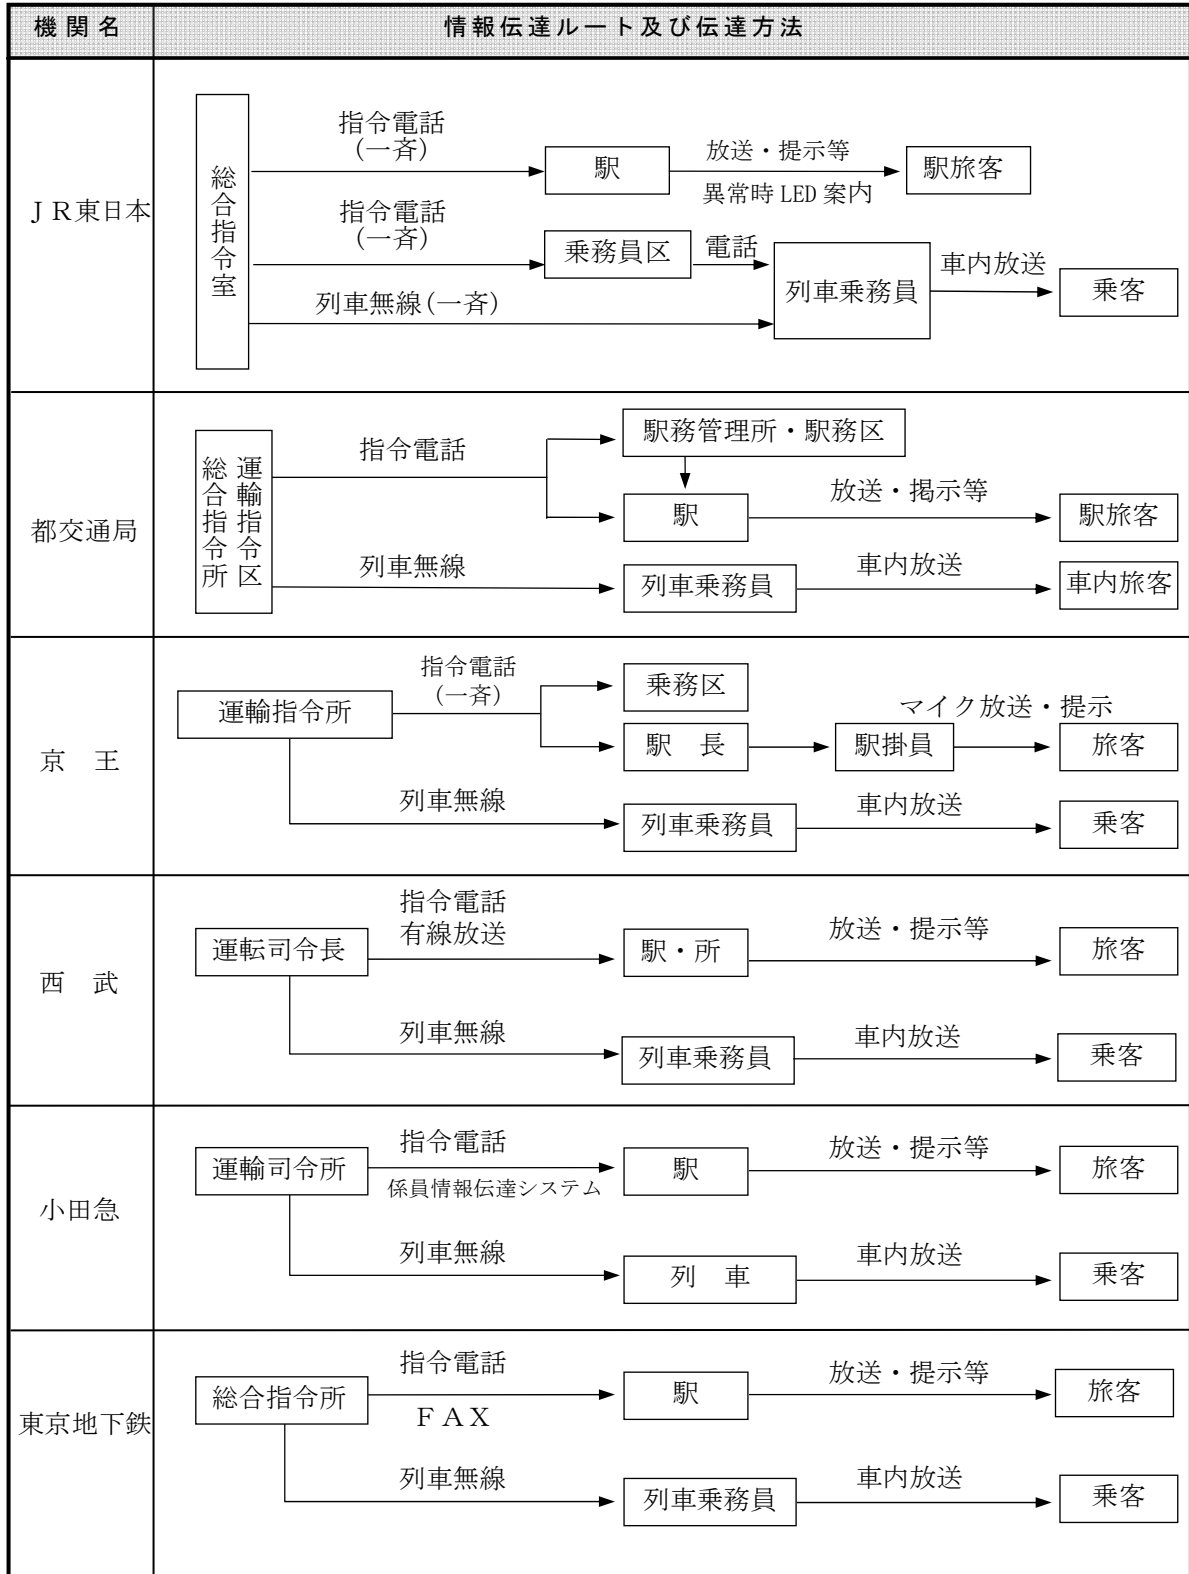 機関名
情報伝達ルート及び伝達方法
ＪＲ東日本
総合指令室
指令電話
(一斉)
駅
放送・提示等
異常時 LED 案内
駅旅客
指令電話
(一斉)
乗務員区
電話
列車乗務員
車内放送
乗客
列車無線(一斉)
都交通局
運輸指令区
総合指令所
指令電話
駅務管理所・駅務区
駅
放送・掲示等
駅旅客
列車無線
列車乗務員
車内放送
車内旅客
京　王
運輸指令所
指令電話
(一斉)
乗務区
駅　長
駅掛員
マイク放送・提示
旅客
列車無線
列車乗務員
車内放送
乗客
西　武
運転司令長
指令電話
有線放送
駅・所
放送・提示等
旅客
列車無線
列車乗務員
車内放送
乗客
小田急
運輸司令所
指令電話
係員情報伝達システム
駅
放送・提示等
旅客
列車無線
列　車
車内放送
乗客
東京地下鉄
総合指令所
指令電話
ＦＡＸ
駅
放送・提示等
旅客
列車無線
列車乗務員
車内放送
乗客